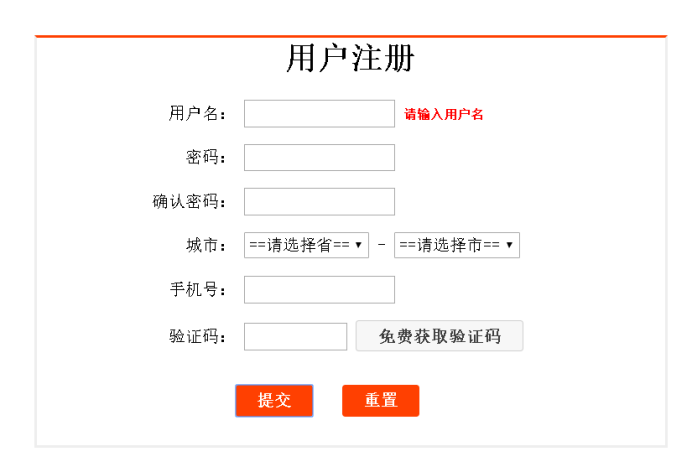 用户注册
用户名： 请输入用户名
密码：
确认密码：
城市： ==请选择省== - ==请选择市==
手机号：
验证码： 免费获取验证码
提交 重置